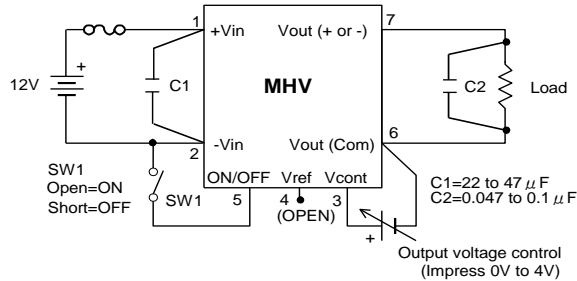 1
7
+Vin
Vout (+ or -)
+
12V
C1
MHV
C2
Load
2
-Vin
Vout (Com)
6
SW1
Open=ON
Short=OFF
SW1
ON/OFF
Vref
Vcont
5
4
3
(OPEN)
+
C1=22 to 47 μF
C2=0.047 to 0.1 μF
Output voltage control
(Impress 0V to 4V)